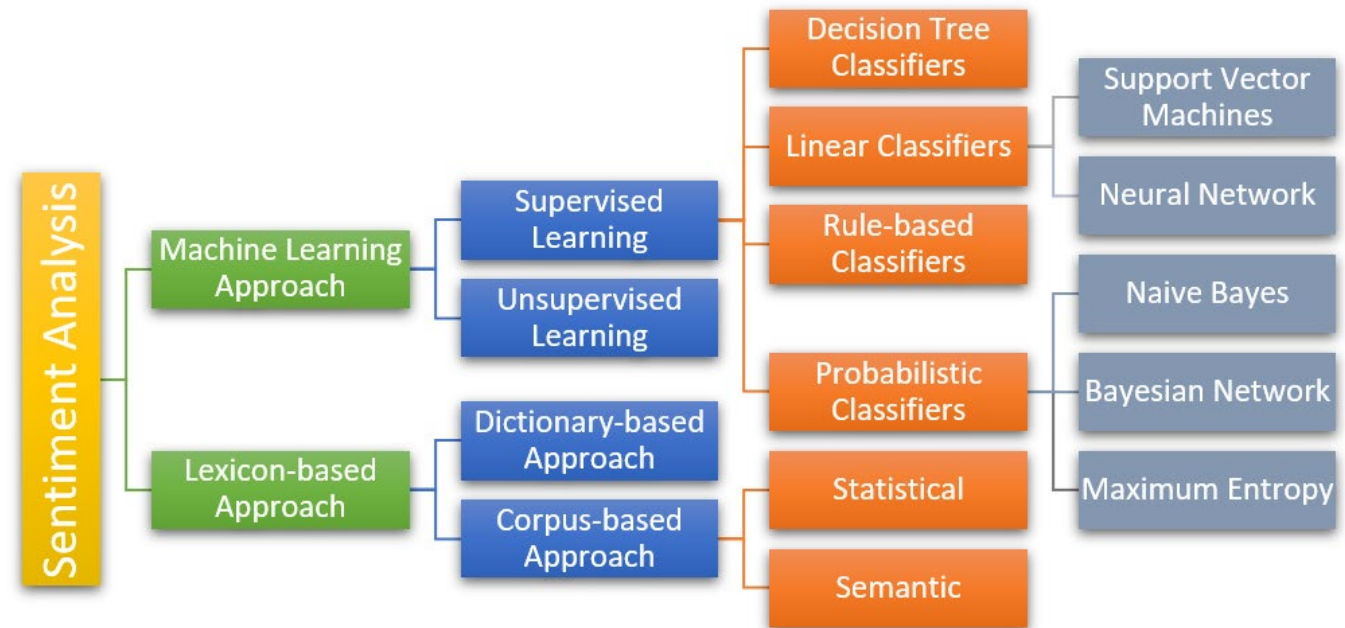 Sentiment Analysis
Machine Learning
Approach
Lexicon-based
Approach
Supervised
Learning
Unsupervised
Learning
Dictionary-based
Approach
Corpus-based
Approach
Decision Tree
Classifiers
Linear Classifiers
Rule-based
Classifiers
Probabilistic
Classifiers
Statistical
Semantic
Support Vector
Machines
Neural Network
Naive Bayes
Bayesian Network
Maximum Entropy